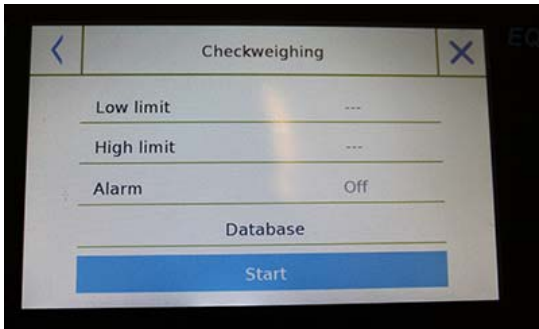 Checkweighing
Low limit ---
High limit ---
Alarm Off
Database
Start